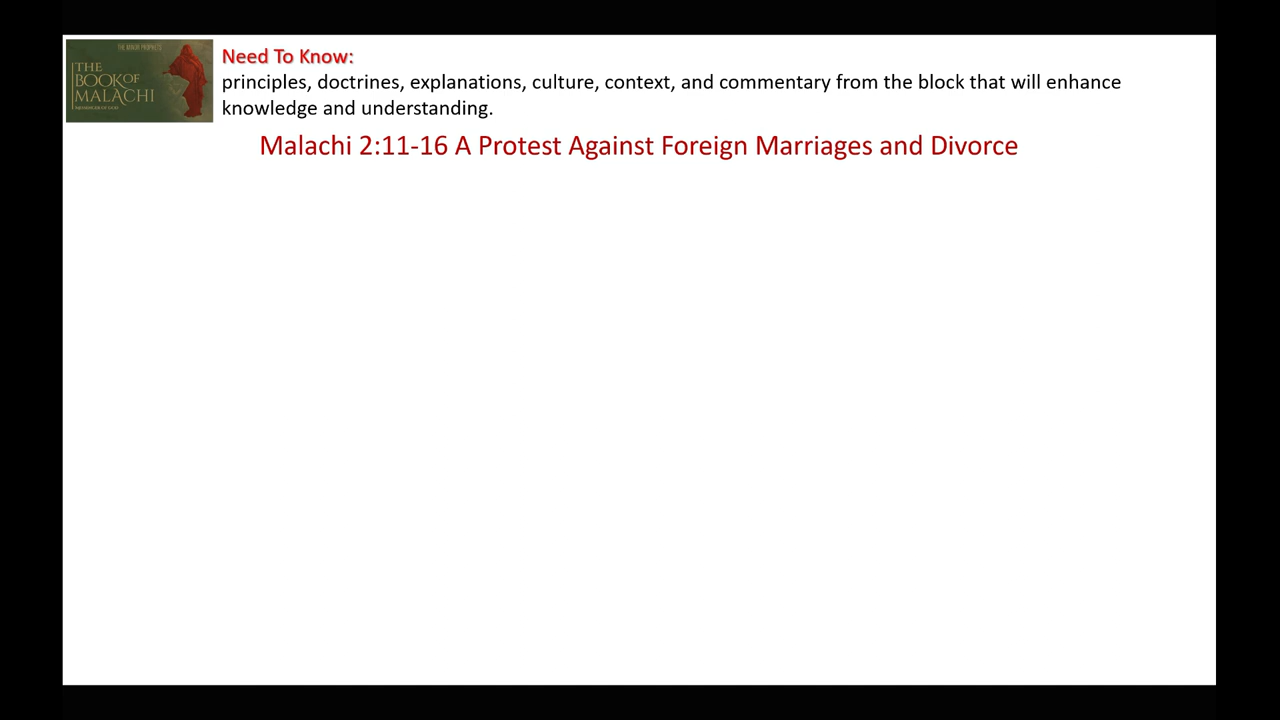 THE MINOR PROPHETS
THE
BOOK OF
MALACHI
Need To Know:
principles, doctrines, explanations, culture, context, and commentary from the block that will enhance
knowledge and understanding.
Malachi 2:11-16 A Protest Against Foreign Marriages and Divorce